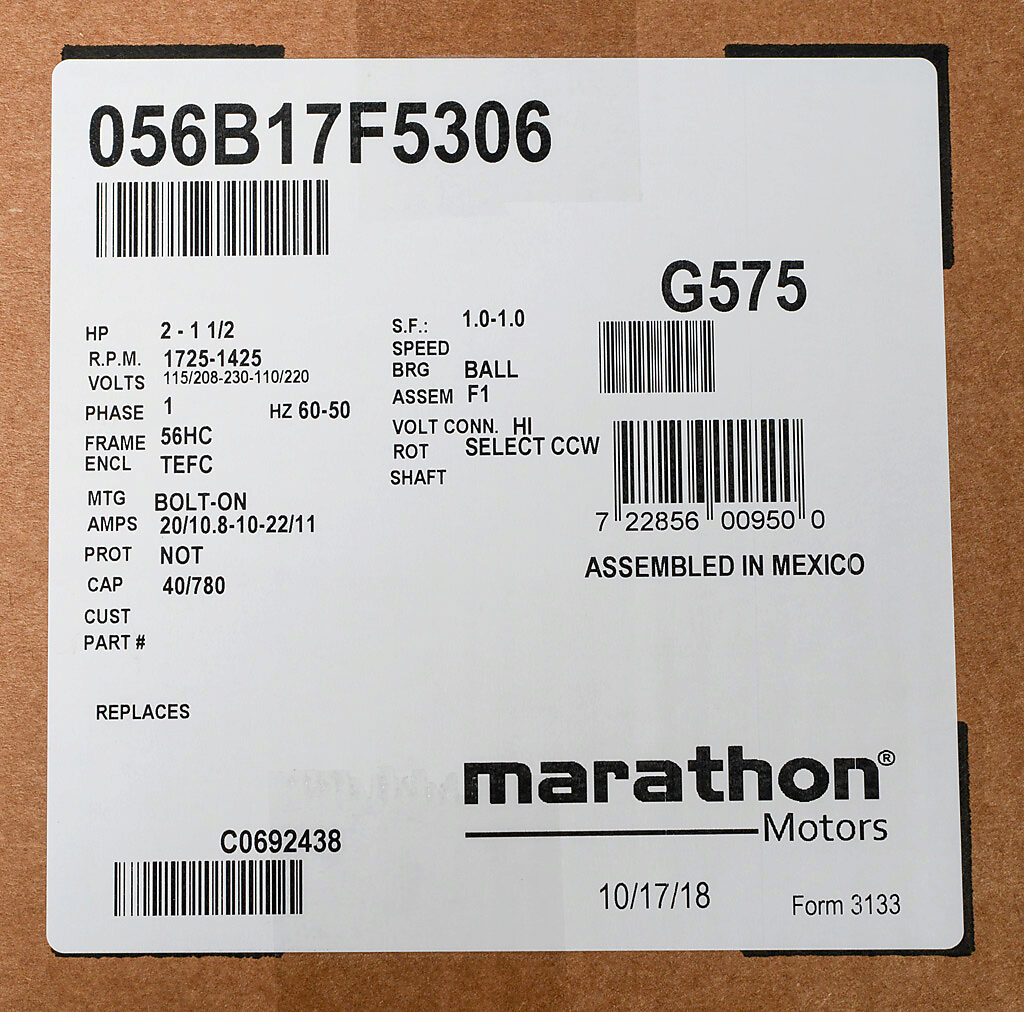 056B17F5306
G575
HP 2 - 1 1/2
R.P.M. 1725-1425
VOLTS 115/208-230-110/220
PHASE 1 HZ 60-50
FRAME 56HC
ENCL TEFC
MTG BOLT-ON
AMPS 20/10.8-10-22/11
PROT NOT
CAP 40/780
CUST
PART #
REPLACES
S.F.: 1.0-1.0
SPEED
BRG BALL
ASSEM F1
VOLT CONN. HI
ROT SELECT CCW
SHAFT
7 22856 00950 0
ASSEMBLED IN MEXICO
marathon®
Motors
C0692438
10/17/18
Form 3133